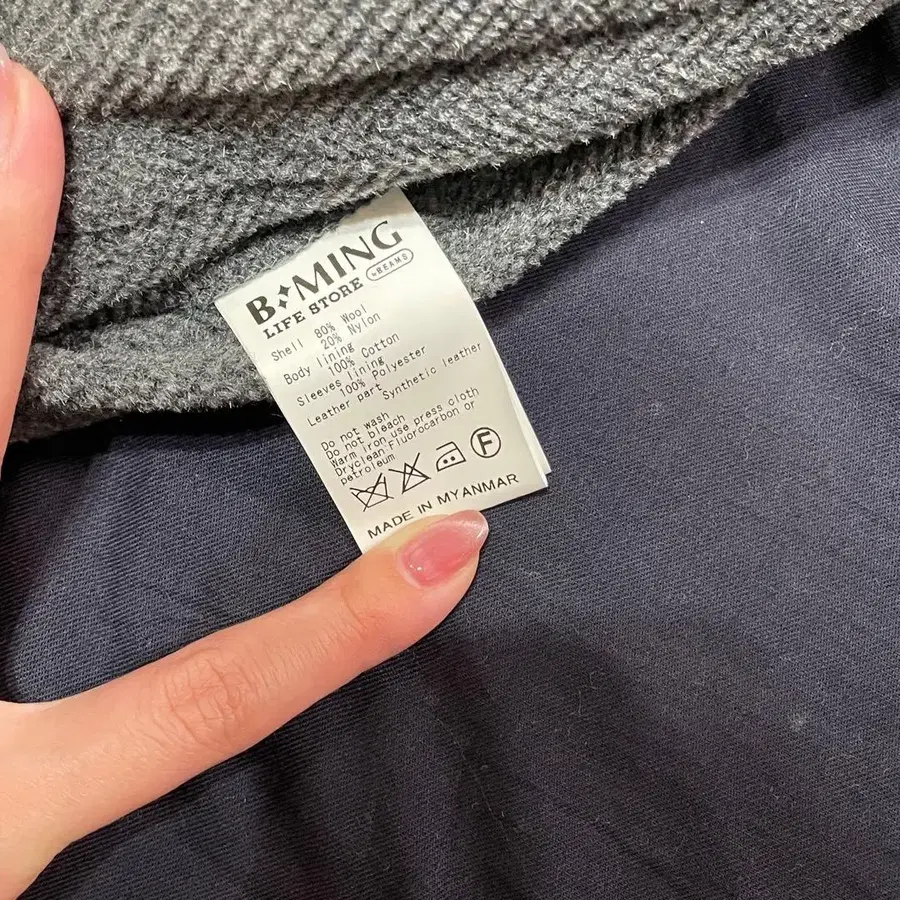 B MING
by BEAMS
LIFE STORE
Shell 80% Wool
20% Nylon
Body lining
100% Cotton
Sleeves lining
100% Polyester
Leather part Synthetic leather
Do not wash
Do not bleach
Warm iron use press cloth
Dryclean:Fluorocarbon or
petroleum
F
MADE IN MYANMAR